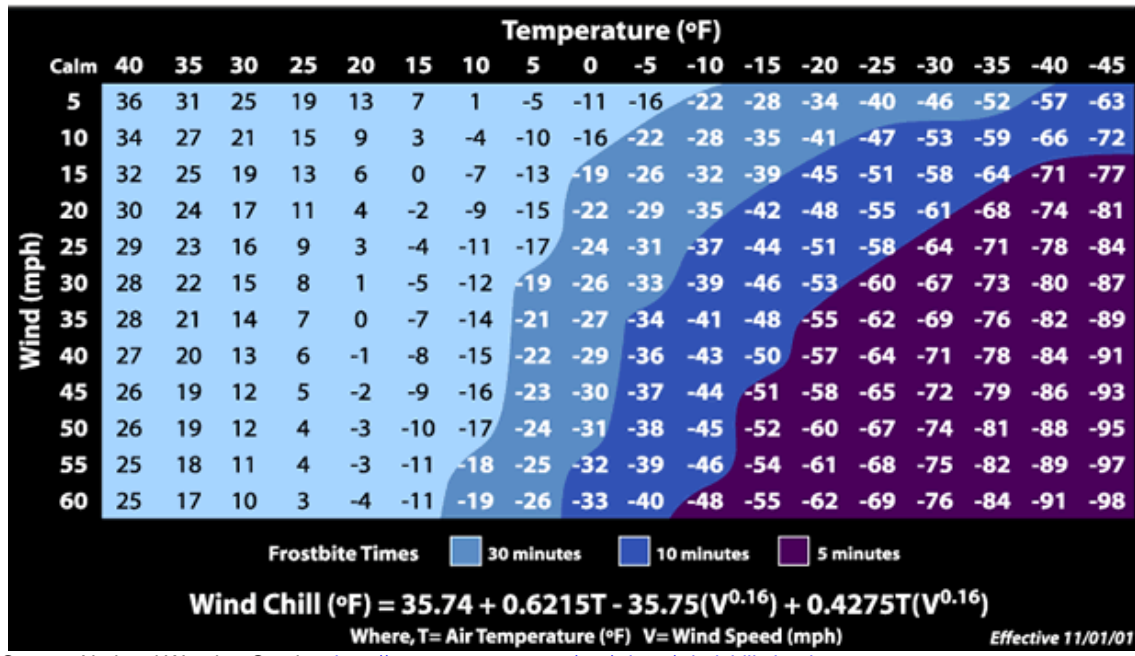 Temperature (ºF)
Calm 40 35 30 25 20 15 10 5 0 -5 -10 -15 -20 -25 -30 -35 -40 -45
5 36 31 25 19 13 7 1 -5 -11 -16 -22 -28 -34 -40 -46 -52 -57 -63
10 34 27 21 15 9 3 -4 -10 -16 -22 -28 -35 -41 -47 -53 -59 -66 -72
15 32 25 19 13 6 0 -7 -13 -19 -26 -32 -39 -45 -51 -58 -64 -71 -77
20 30 24 17 11 4 -2 -9 -15 -22 -29 -35 -42 -48 -55 -61 -68 -74 -81
25 29 23 16 9 3 -4 -11 -17 -24 -31 -37 -44 -51 -58 -64 -71 -78 -84
30 28 22 15 8 1 -5 -12 -19 -26 -33 -39 -46 -53 -60 -67 -73 -80 -87
35 28 21 14 7 0 -7 -14 -21 -27 -34 -41 -48 -55 -62 -69 -76 -82 -89
40 27 20 13 6 -1 -8 -15 -22 -29 -36 -43 -50 -57 -64 -71 -78 -84 -91
45 26 19 12 5 -2 -9 -16 -23 -30 -37 -44 -51 -58 -65 -72 -79 -86 -93
50 26 19 12 4 -3 -10 -17 -24 -31 -38 -45 -52 -60 -67 -74 -81 -88 -95
55 25 18 11 4 -3 -11 -18 -25 -32 -39 -46 -54 -61 -68 -75 -82 -89 -97
60 25 17 10 3 -4 -11 -19 -26 -33 -40 -48 -55 -62 -69 -76 -84 -91 -98
Wind (mph)
Frostbite Times 30 minutes 10 minutes 5 minutes
Wind Chill (ºF) = 35.74 + 0.6215T - 35.75(V^0.16) + 0.4275T(V^0.16)
Where, T= Air Temperature (ºF) V= Wind Speed (mph) Effective 11/01/01